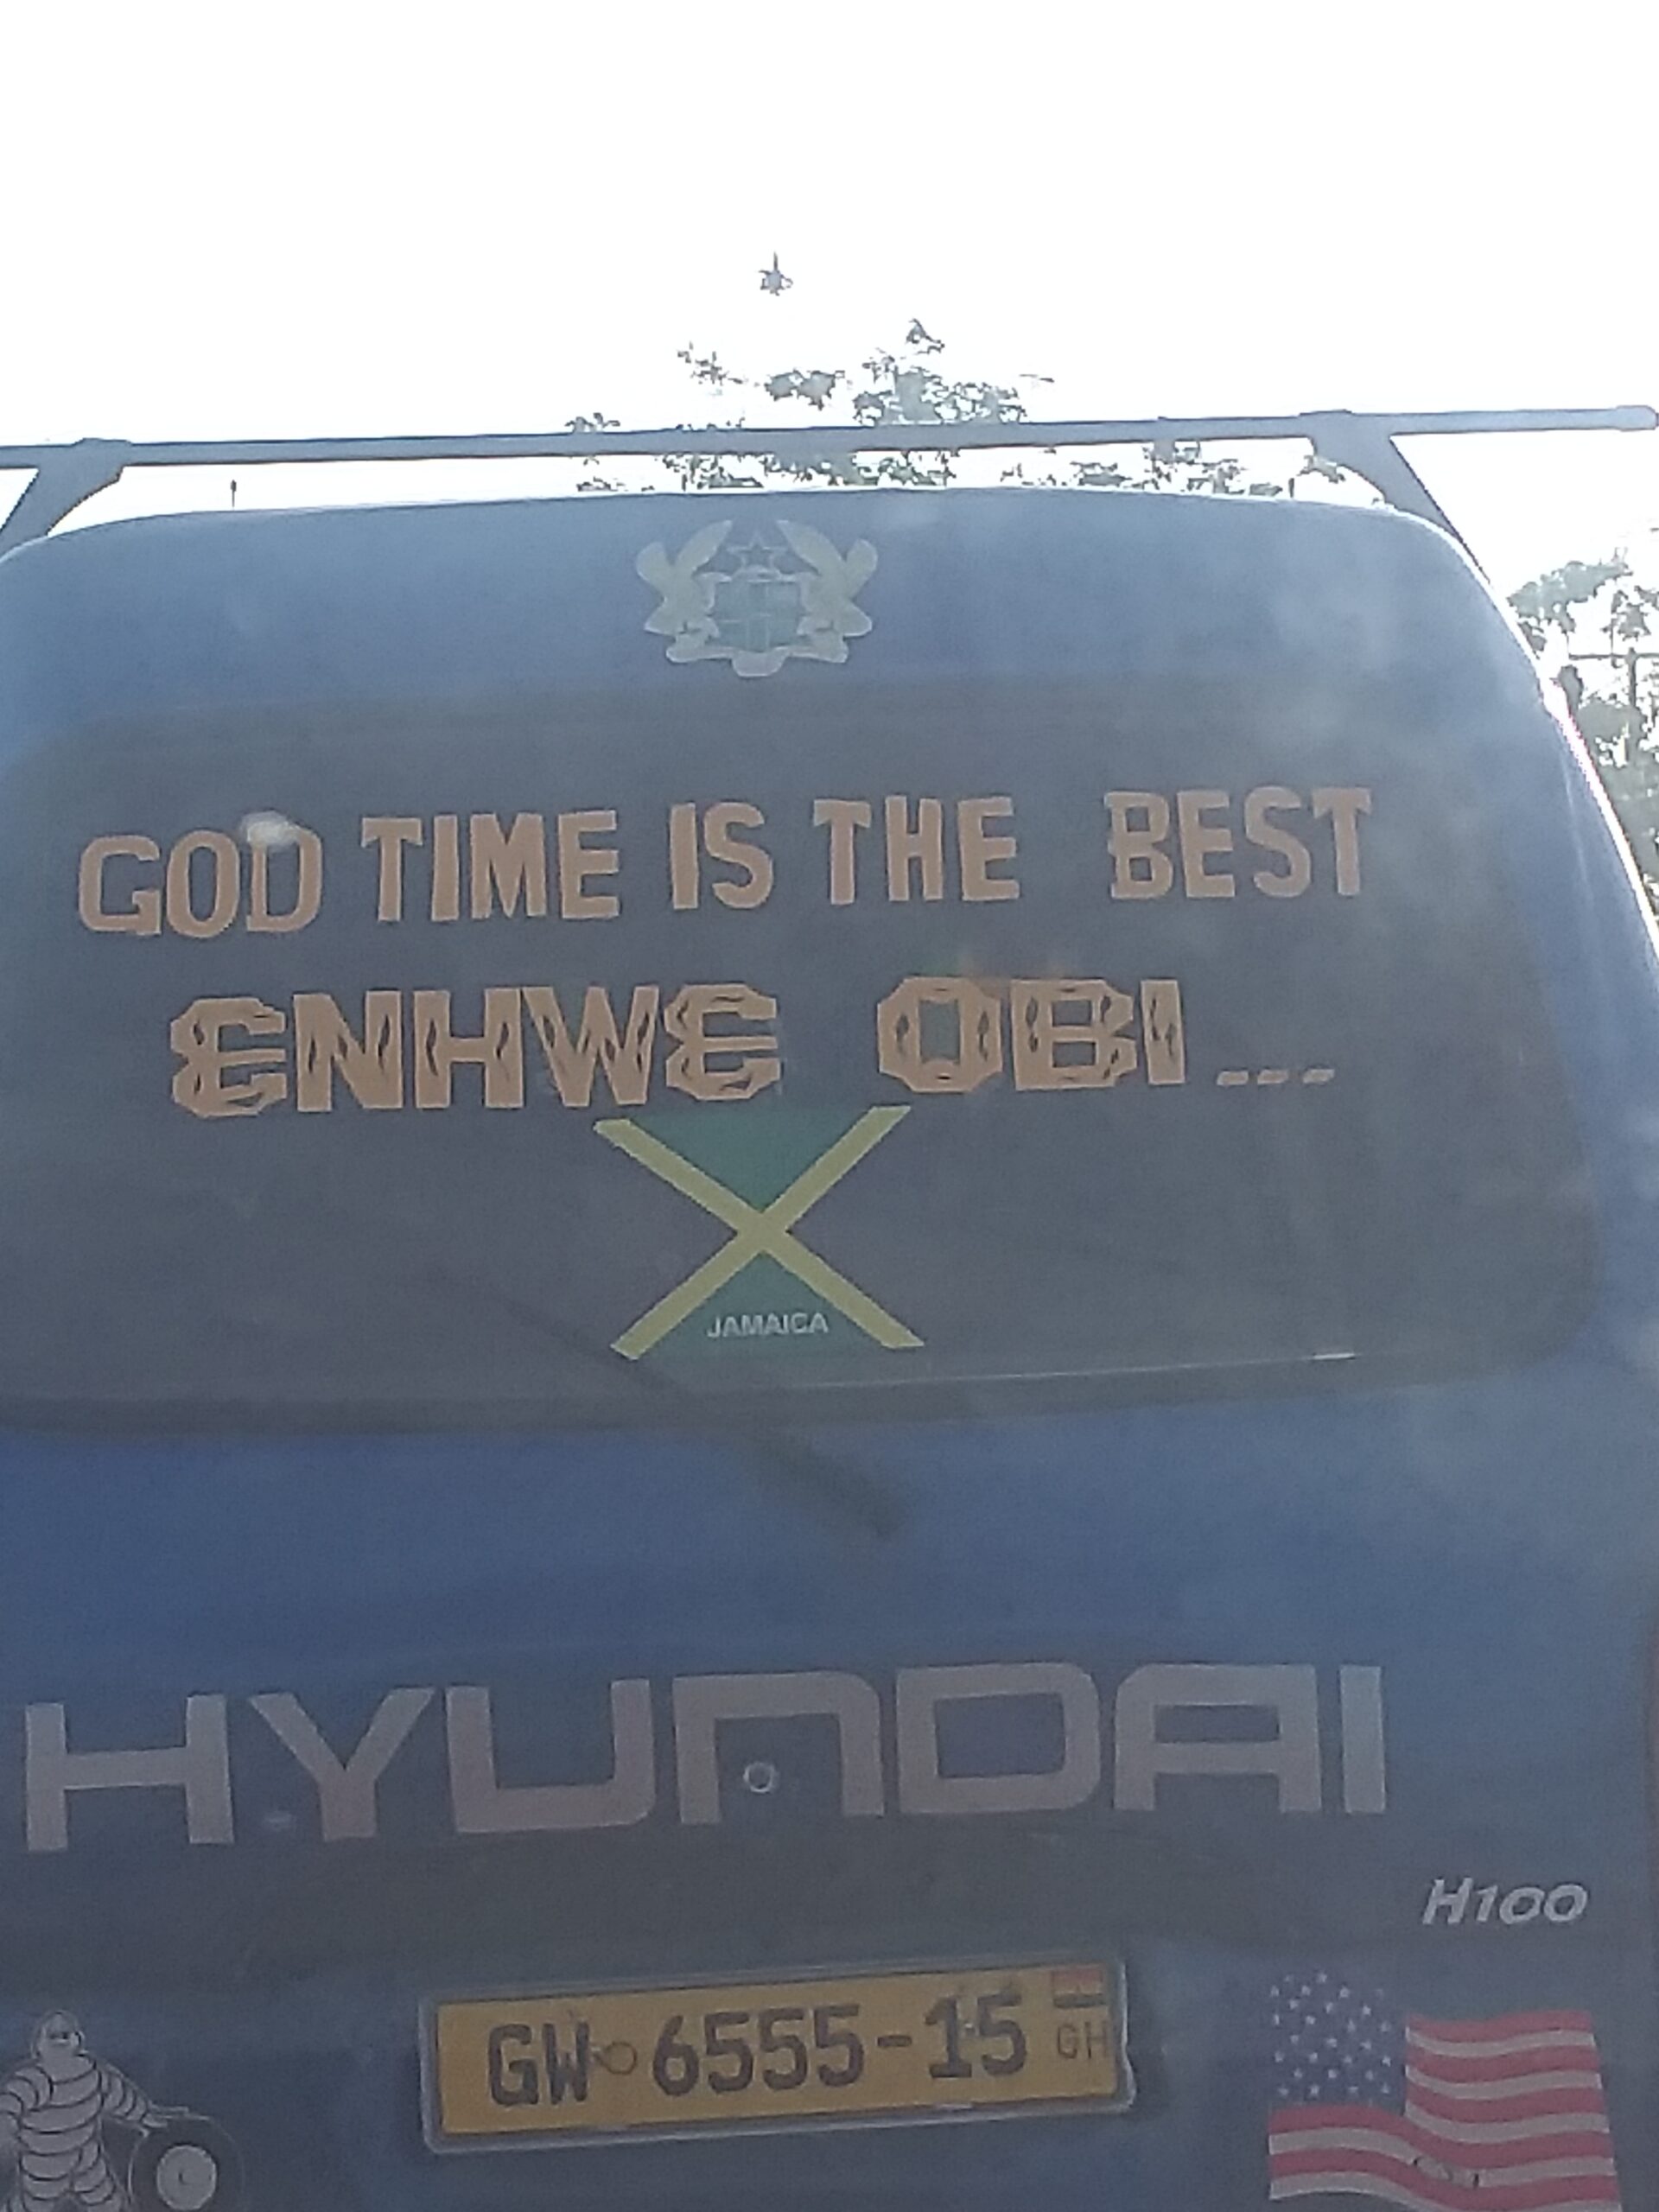 GOD TIME IS THE BEST
ƐNHWƐ OBI...
JAMAICA
HYUNDAI
H100
GW 6555-15 GH